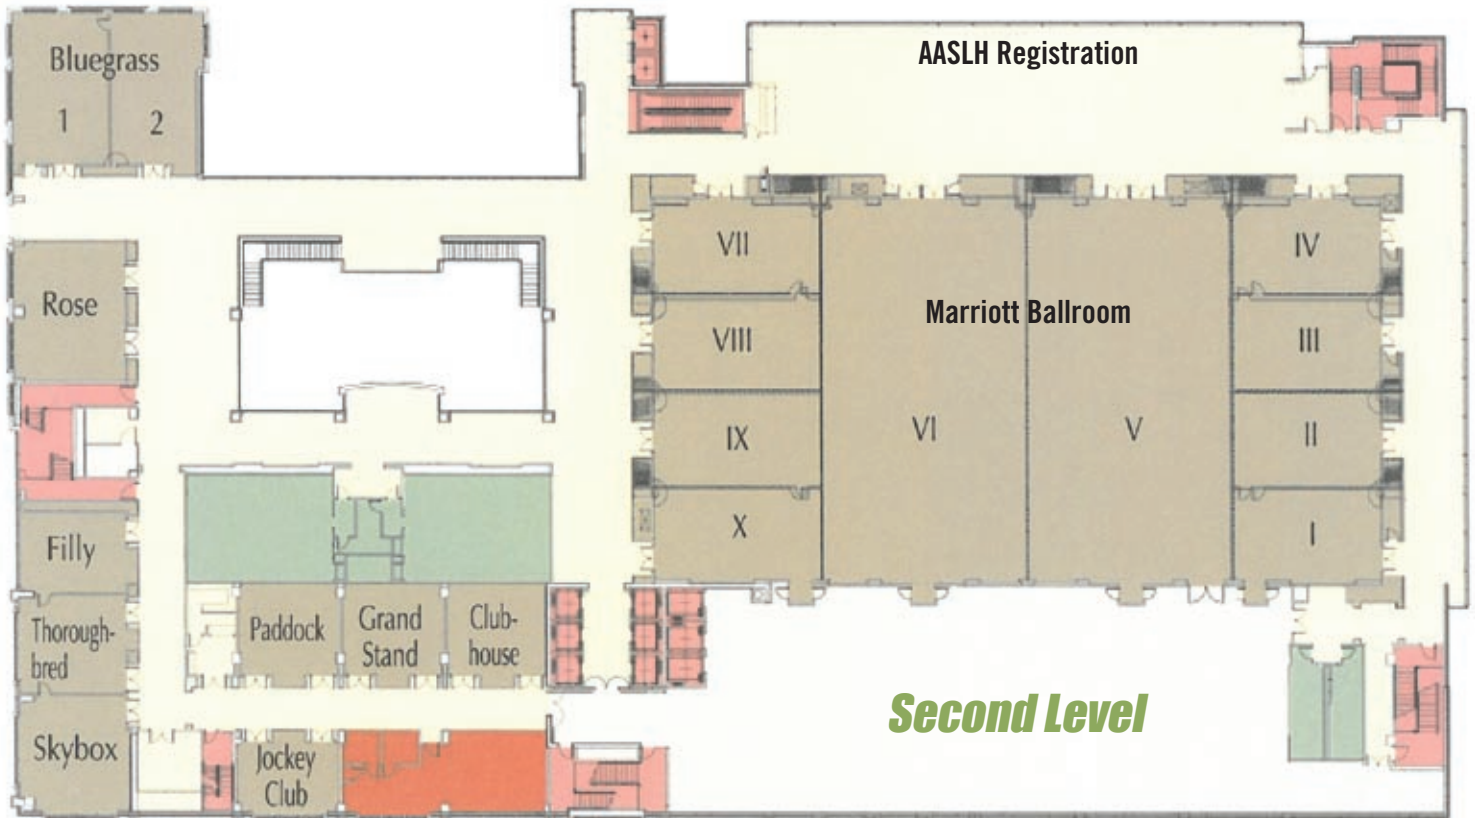 AASLH Registration
Bluegrass
1
2
VII
IV
Rose
Marriott Ballroom
VIII
III
IX
VI
V
II
X
I
Filly
Thorough-
bred
Paddock
Grand
Stand
Club-
house
Second Level
Skybox
Jockey
Club